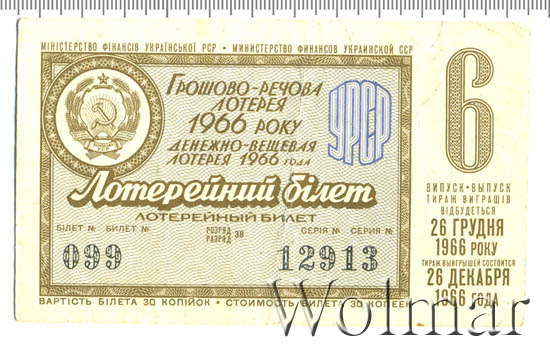 МІНІСТЕРСТВО ФІНАНСІВ УКРАЇНСЬКОЇ РСР • МИНИСТЕРСТВО ФИНАНСОВ УКРАИНСКОЙ ССР
ГРОШОВО-РЕЧОВА
ЛОТЕРЕЯ
1966 РОКУ
ДЕНЕЖНО-ВЕЩЕВАЯ
ЛОТЕРЕЯ 1966 ГОДА
УРСР
6
Лотерейний білет
ЛОТЕРЕЙНЫЙ БИЛЕТ
БІЛЕТ № БИЛЕТ №
РОЗРЯД 38
РАЗРЯД
СЕРІЯ № СЕРИЯ №
099
12913
ВАРТІСТЬ БІЛЕТА 30 КОПІЙОК • СТОИМОСТЬ БИЛЕТА 30 КОПЕЕК
ВИПУСК • ВЫПУСК
ТИРАЖ ВИГРАШІВ
ВІДБУДЕТЬСЯ
26 ГРУДНЯ
1966 РОКУ
ТИРАЖ ВЫИГРЫШЕЙ СОСТОИТСЯ
26 ДЕКАБРЯ
1966 ГОДА
Wolmar